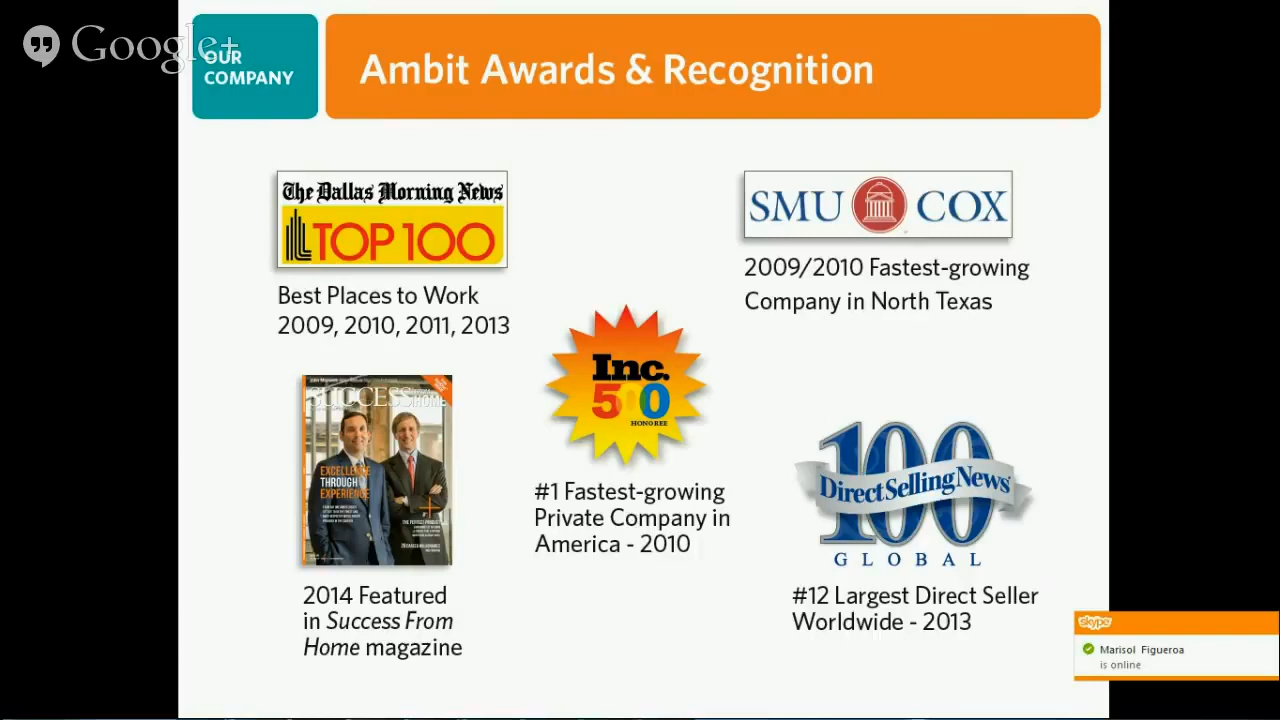 Google+
OUR
COMPANY
Ambit Awards & Recognition
The Dallas Morning News
TOP 100
Best Places to Work
2009, 2010, 2011, 2013
SMU COX
2009/2010 Fastest-growing
Company in North Texas
SUCCESS
HOME
EXCELLENCE
THROUGH
EXPERIENCE
2014 Featured
in Success From
Home magazine
Inc.
500
HONOREE
#1 Fastest-growing
Private Company in
America - 2010
100
DirectSellingNews
GLOBAL
#12 Largest Direct Seller
Worldwide - 2013
skype
Marisol Figueroa
is online